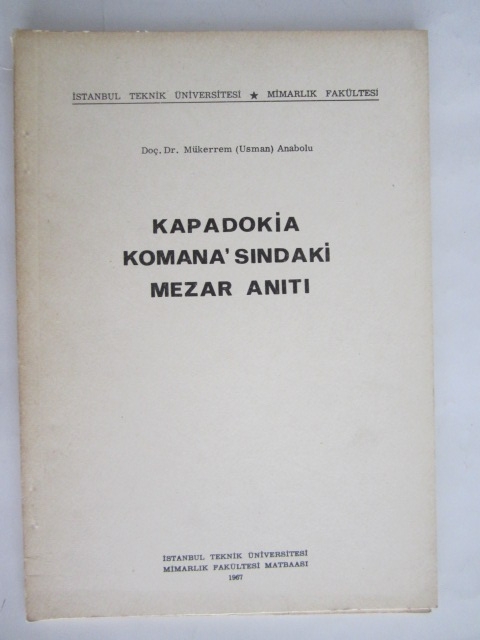 İSTANBUL TEKNİK ÜNİVERSİTESİ ★ MİMARLIK FAKÜLTESİ
Doç. Dr. Mükerrem (Usman) Anabolu
KAPADOKİA
KOMANA'SINDAKİ
MEZAR ANITI
İSTANBUL TEKNİK ÜNİVERSİTESİ
MİMARLIK FAKÜLTESİ MATBAASI
1967